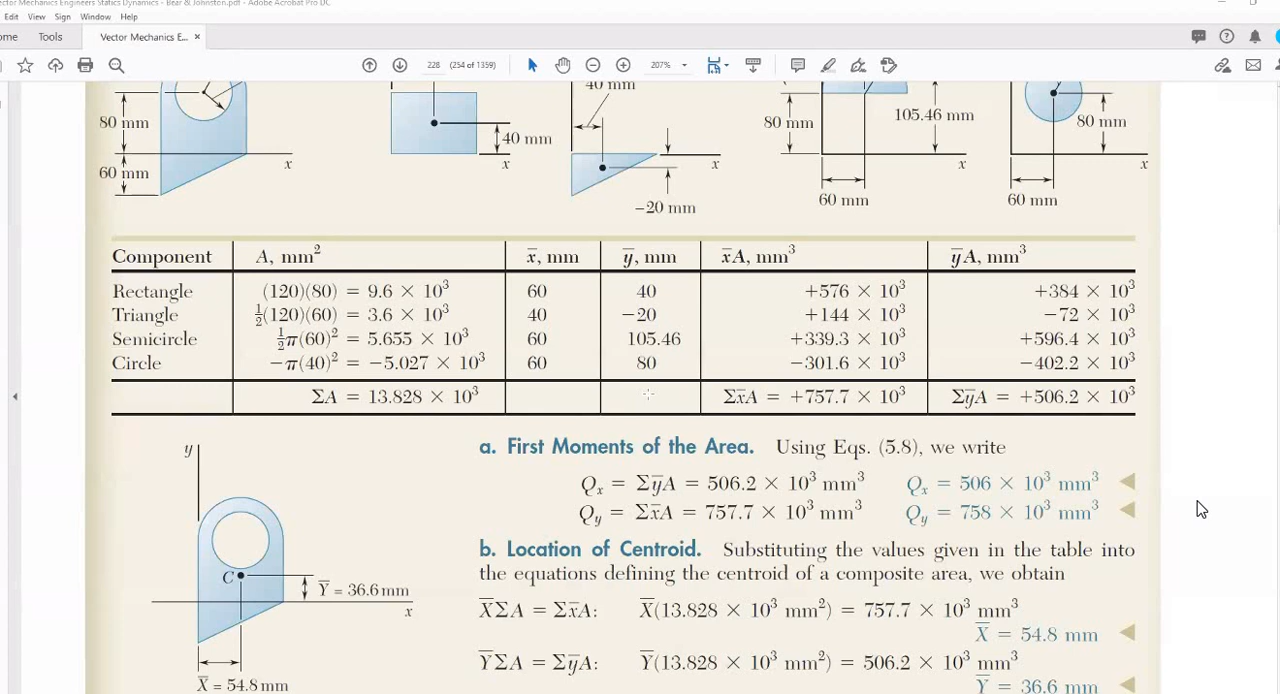 Vector Mechanics Engineers-Statics Dynamics - Bear & Johnston.pdf - Adobe Acrobat Pro DC
Edit View Sign Window Help
Tools Vector Mechanics E... ×
228 (254 of 1359) 207%
80 mm 60 mm x
40 mm x
40 mm x −20 mm
80 mm 105.46 mm 60 mm x
80 mm 60 mm x
Component A, mm² x̄, mm ȳ, mm x̄A, mm³ ȳA, mm³
Rectangle (120)(80) = 9.6 × 10³ 60 40 +576 × 10³ +384 × 10³
Triangle ½(120)(60) = 3.6 × 10³ 40 −20 +144 × 10³ −72 × 10³
Semicircle ½π(60)² = 5.655 × 10³ 60 105.46 +339.3 × 10³ +596.4 × 10³
Circle −π(40)² = −5.027 × 10³ 60 80 −301.6 × 10³ −402.2 × 10³
ΣA = 13.828 × 10³ Σx̄A = +757.7 × 10³ ΣȳA = +506.2 × 10³
y
C
Y̅ = 36.6 mm
x
X̅ = 54.8 mm
a. First Moments of the Area. Using Eqs. (5.8), we write
Qx = ΣȳA = 506.2 × 10³ mm³ Qx = 506 × 10³ mm³
Qy = Σx̄A = 757.7 × 10³ mm³ Qy = 758 × 10³ mm³
b. Location of Centroid. Substituting the values given in the table into
the equations defining the centroid of a composite area, we obtain
X̅ΣA = Σx̄A: X̅(13.828 × 10³ mm²) = 757.7 × 10³ mm³
X̅ = 54.8 mm
Y̅ΣA = ΣȳA: Y̅(13.828 × 10³ mm²) = 506.2 × 10³ mm³
Y̅ = 36.6 mm